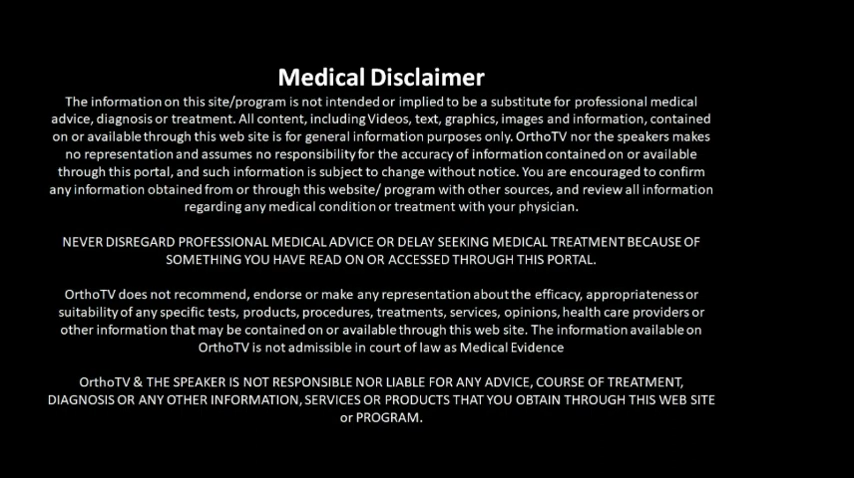 Medical Disclaimer
The information on this site/program is not intended or implied to be a substitute for professional medical
advice, diagnosis or treatment. All content, including Videos, text, graphics, images and information, contained
on or available through this web site is for general information purposes only. OrthoTV nor the speakers makes
no representation and assumes no responsibility for the accuracy of information contained on or available
through this portal, and such information is subject to change without notice. You are encouraged to confirm
any information obtained from or through this website/ program with other sources, and review all information
regarding any medical condition or treatment with your physician.
NEVER DISREGARD PROFESSIONAL MEDICAL ADVICE OR DELAY SEEKING MEDICAL TREATMENT BECAUSE OF
SOMETHING YOU HAVE READ ON OR ACCESSED THROUGH THIS PORTAL.
OrthoTV does not recommend, endorse or make any representation about the efficacy, appropriateness or
suitability of any specific tests, products, procedures, treatments, services, opinions, health care providers or
other information that may be contained on or available through this web site. The information available on
OrthoTV is not admissible in court of law as Medical Evidence
OrthoTV & THE SPEAKER IS NOT RESPONSIBLE NOR LIABLE FOR ANY ADVICE, COURSE OF TREATMENT,
DIAGNOSIS OR ANY OTHER INFORMATION, SERVICES OR PRODUCTS THAT YOU OBTAIN THROUGH THIS WEB SITE
or PROGRAM.